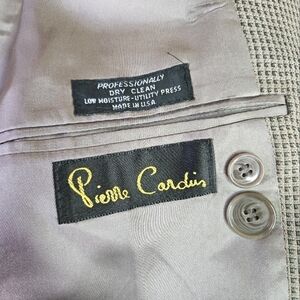 PROFESSIONALLY
DRY CLEAN
LOW MOISTURE-UTILITY PRESS
MADE IN U.S.A.
Pierre Cardin